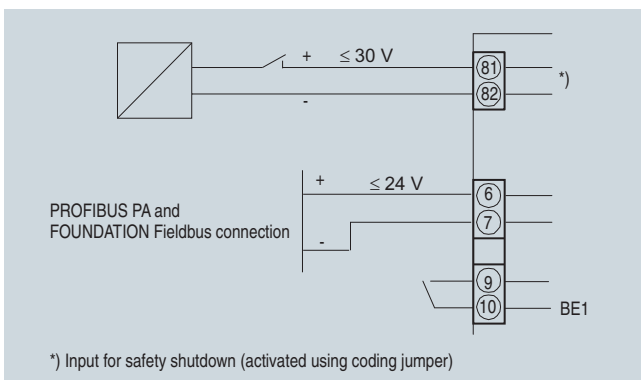 + ≤ 30 V
81
*)
82
-
+ ≤ 24 V
6
PROFIBUS PA and
7
FOUNDATION Fieldbus connection
-
9
10 BE1
*) Input for safety shutdown (activated using coding jumper)